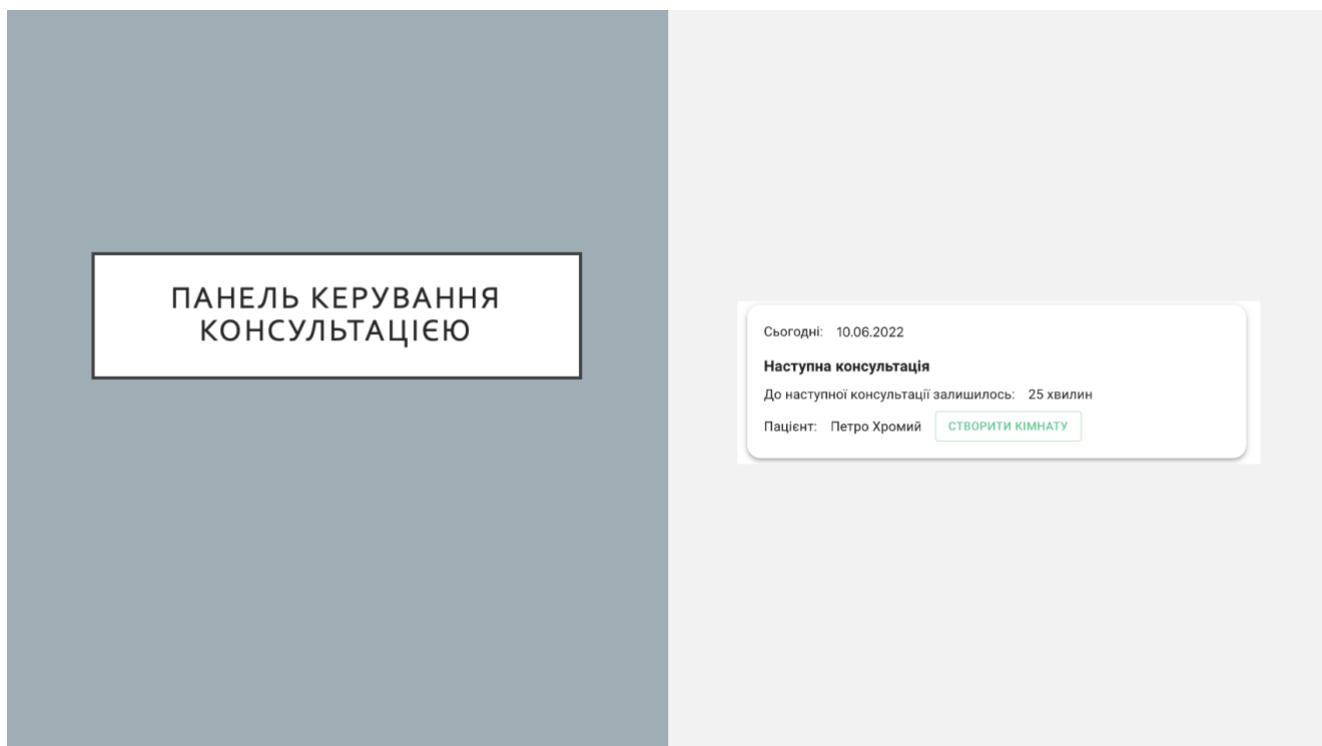 ПАНЕЛЬ КЕРУВАННЯ
КОНСУЛЬТАЦІЄЮ
Сьогодні: 10.06.2022
Наступна консультація
До наступної консультації залишилось: 25 хвилин
Пацієнт: Петро Хромий СТВОРИТИ КІМНАТУ